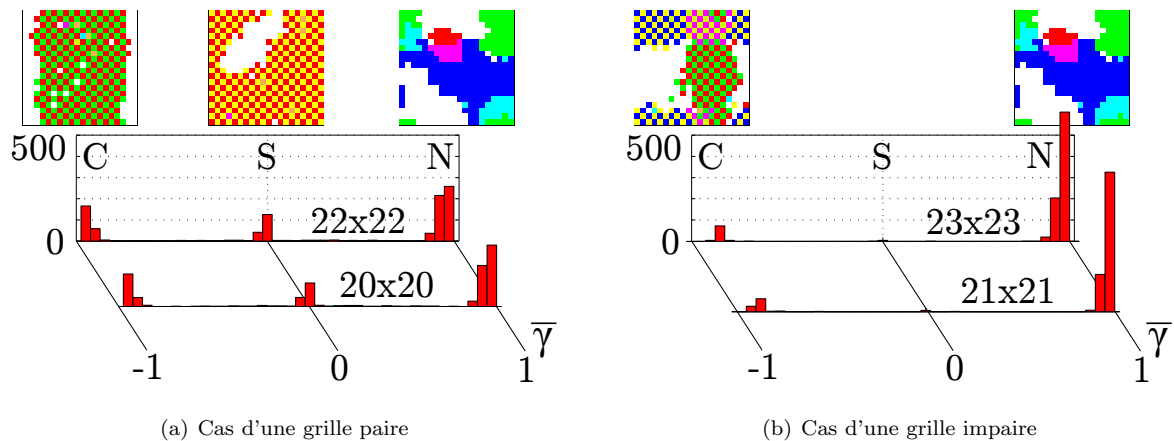 500
C
S
N
0
22x22
20x20
-1
0
1
γ̅
(a) Cas d'une grille paire
500
C
S
N
0
23x23
21x21
-1
0
1
γ̅
(b) Cas d'une grille impaire